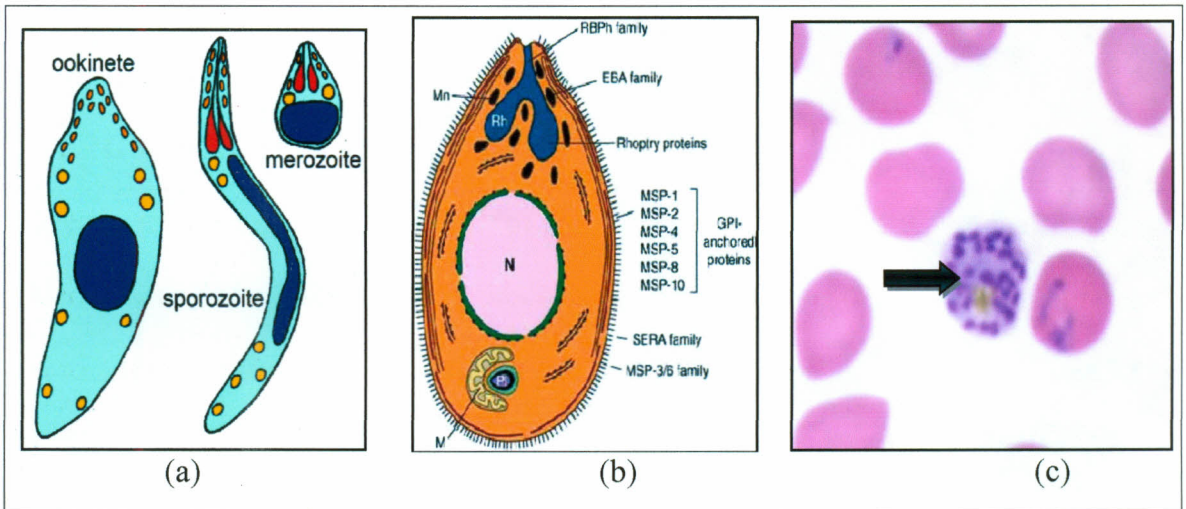 ookinete
merozoite
sporozoite
RBPh family
EBA family
Mn
Rh
Rhoptry proteins
MSP-1
MSP-2
MSP-4
MSP-5
MSP-8
MSP-10
GPI-
anchored
proteins
N
SERA family
MSP-3/6 family
M
(a)
(b)
(c)